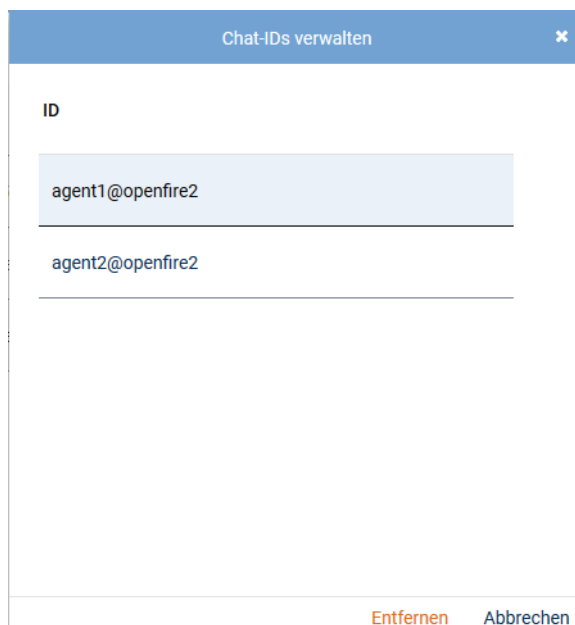 Chat-IDs verwalten
ID
agent1@openfire2
agent2@openfire2
Entfernen Abbrechen